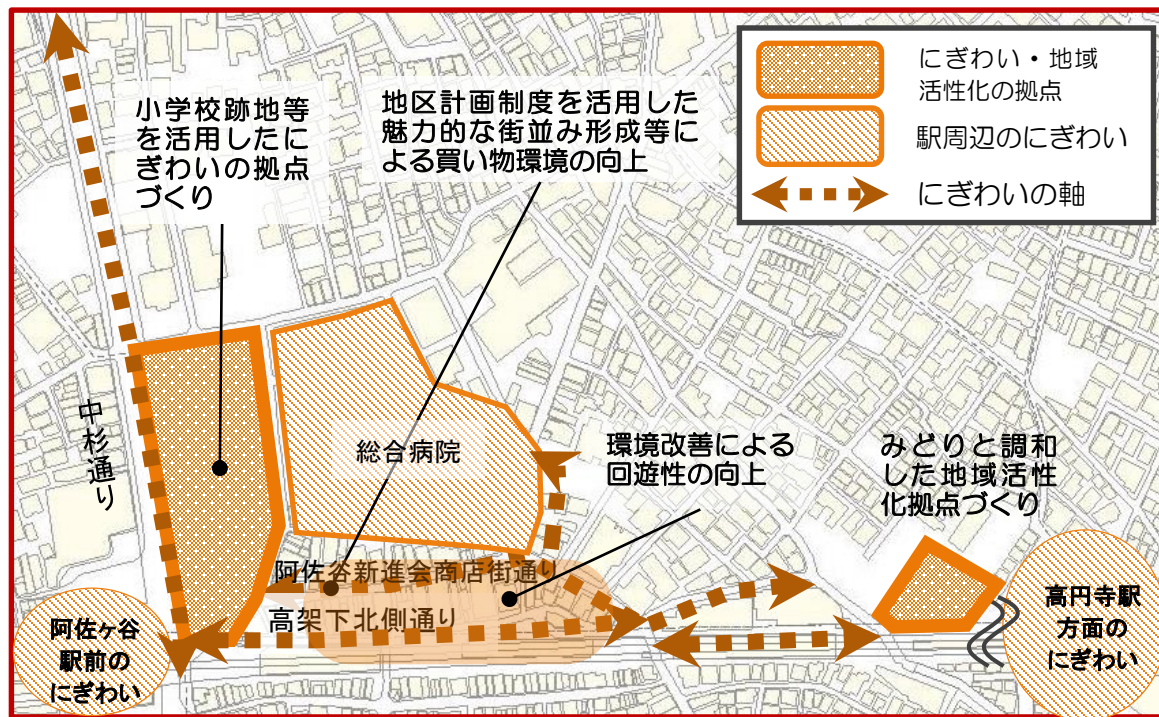 小学校跡地等
を活用したに
ぎわいの拠点
づくり
地区計画制度を活用した
魅力的な街並み形成等に
よる買い物環境の向上
にぎわい・地域
活性化の拠点
駅周辺のにぎわい
にぎわいの軸
中杉通り
総合病院
環境改善による
回遊性の向上
みどりと調和
した地域活性
化拠点づくり
阿佐谷新進会商店街通り
高架下北側通り
阿佐ヶ谷
駅前の
にぎわい
高円寺駅
方面の
にぎわい